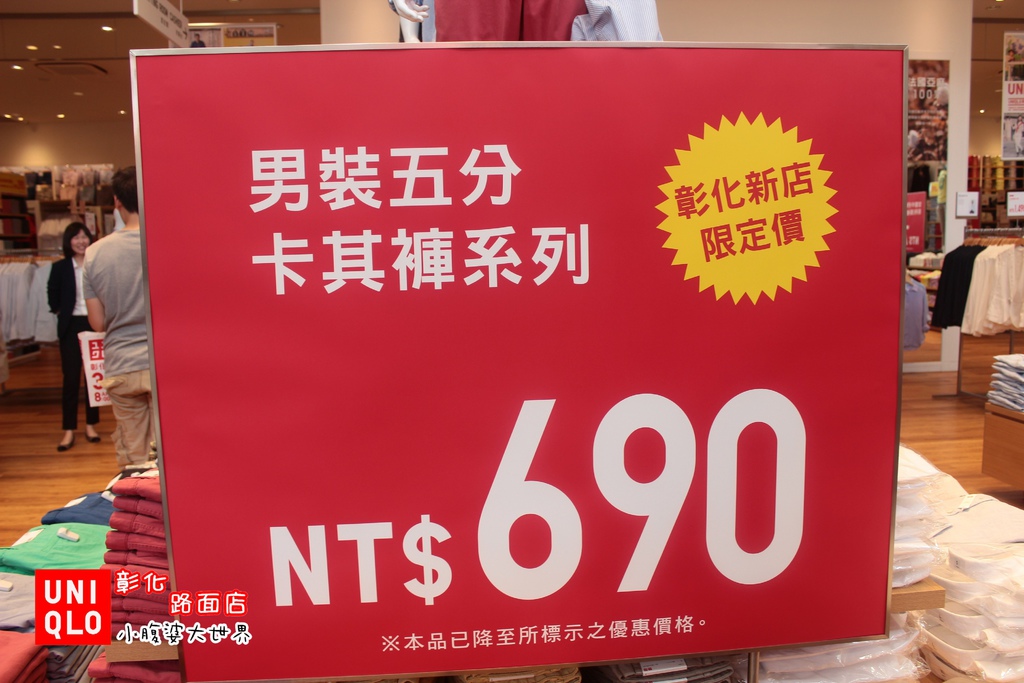 男裝五分
卡其褲系列
彰化新店
限定價
NT$690
※本品已降至所標示之優惠價格。
UNI
QLO
彰化
路面店
小腹婆大世界